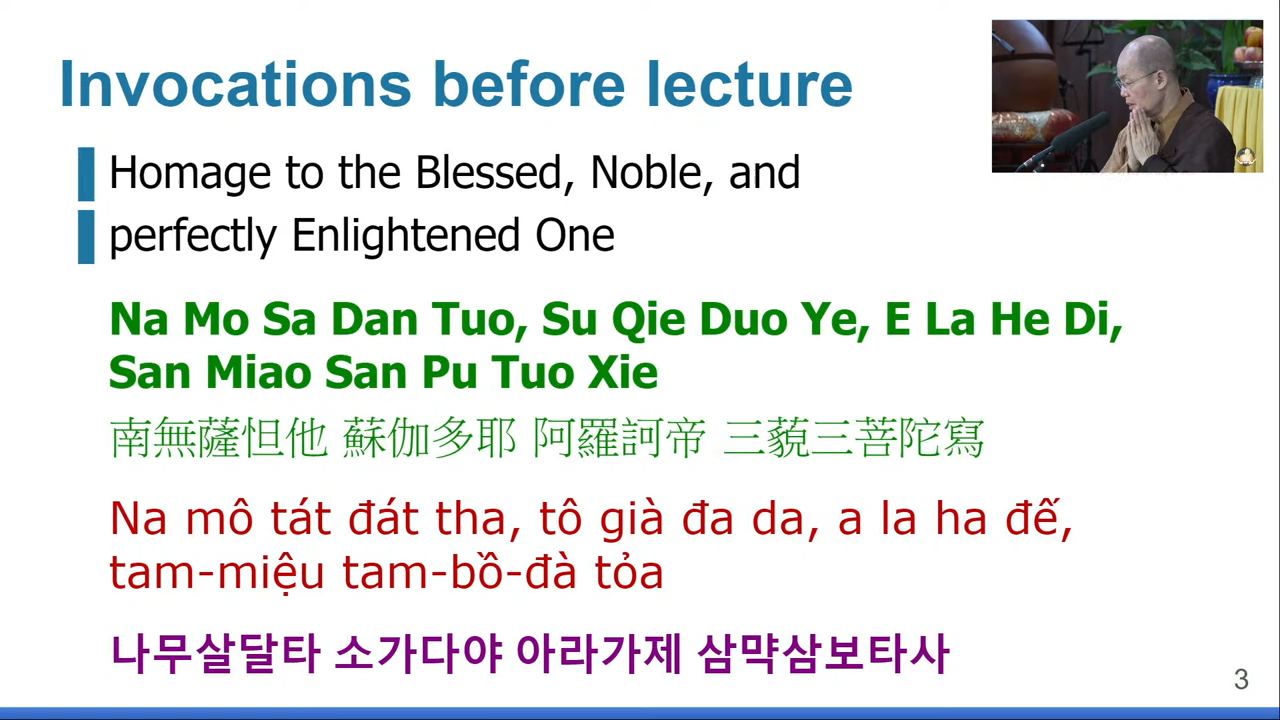 Invocations before lecture
Homage to the Blessed, Noble, and
perfectly Enlightened One
Na Mo Sa Dan Tuo, Su Qie Duo Ye, E La He Di,
San Miao San Pu Tuo Xie
南無薩怛他 蘇伽多耶 阿羅訶帝 三藐三菩陀寫
Na mô tát đát tha, tô già đa da, a la ha đế,
tam-miệu tam-bồ-đà tỏa
나무살달타 소가다야 아라가제 삼먁삼보타사
3